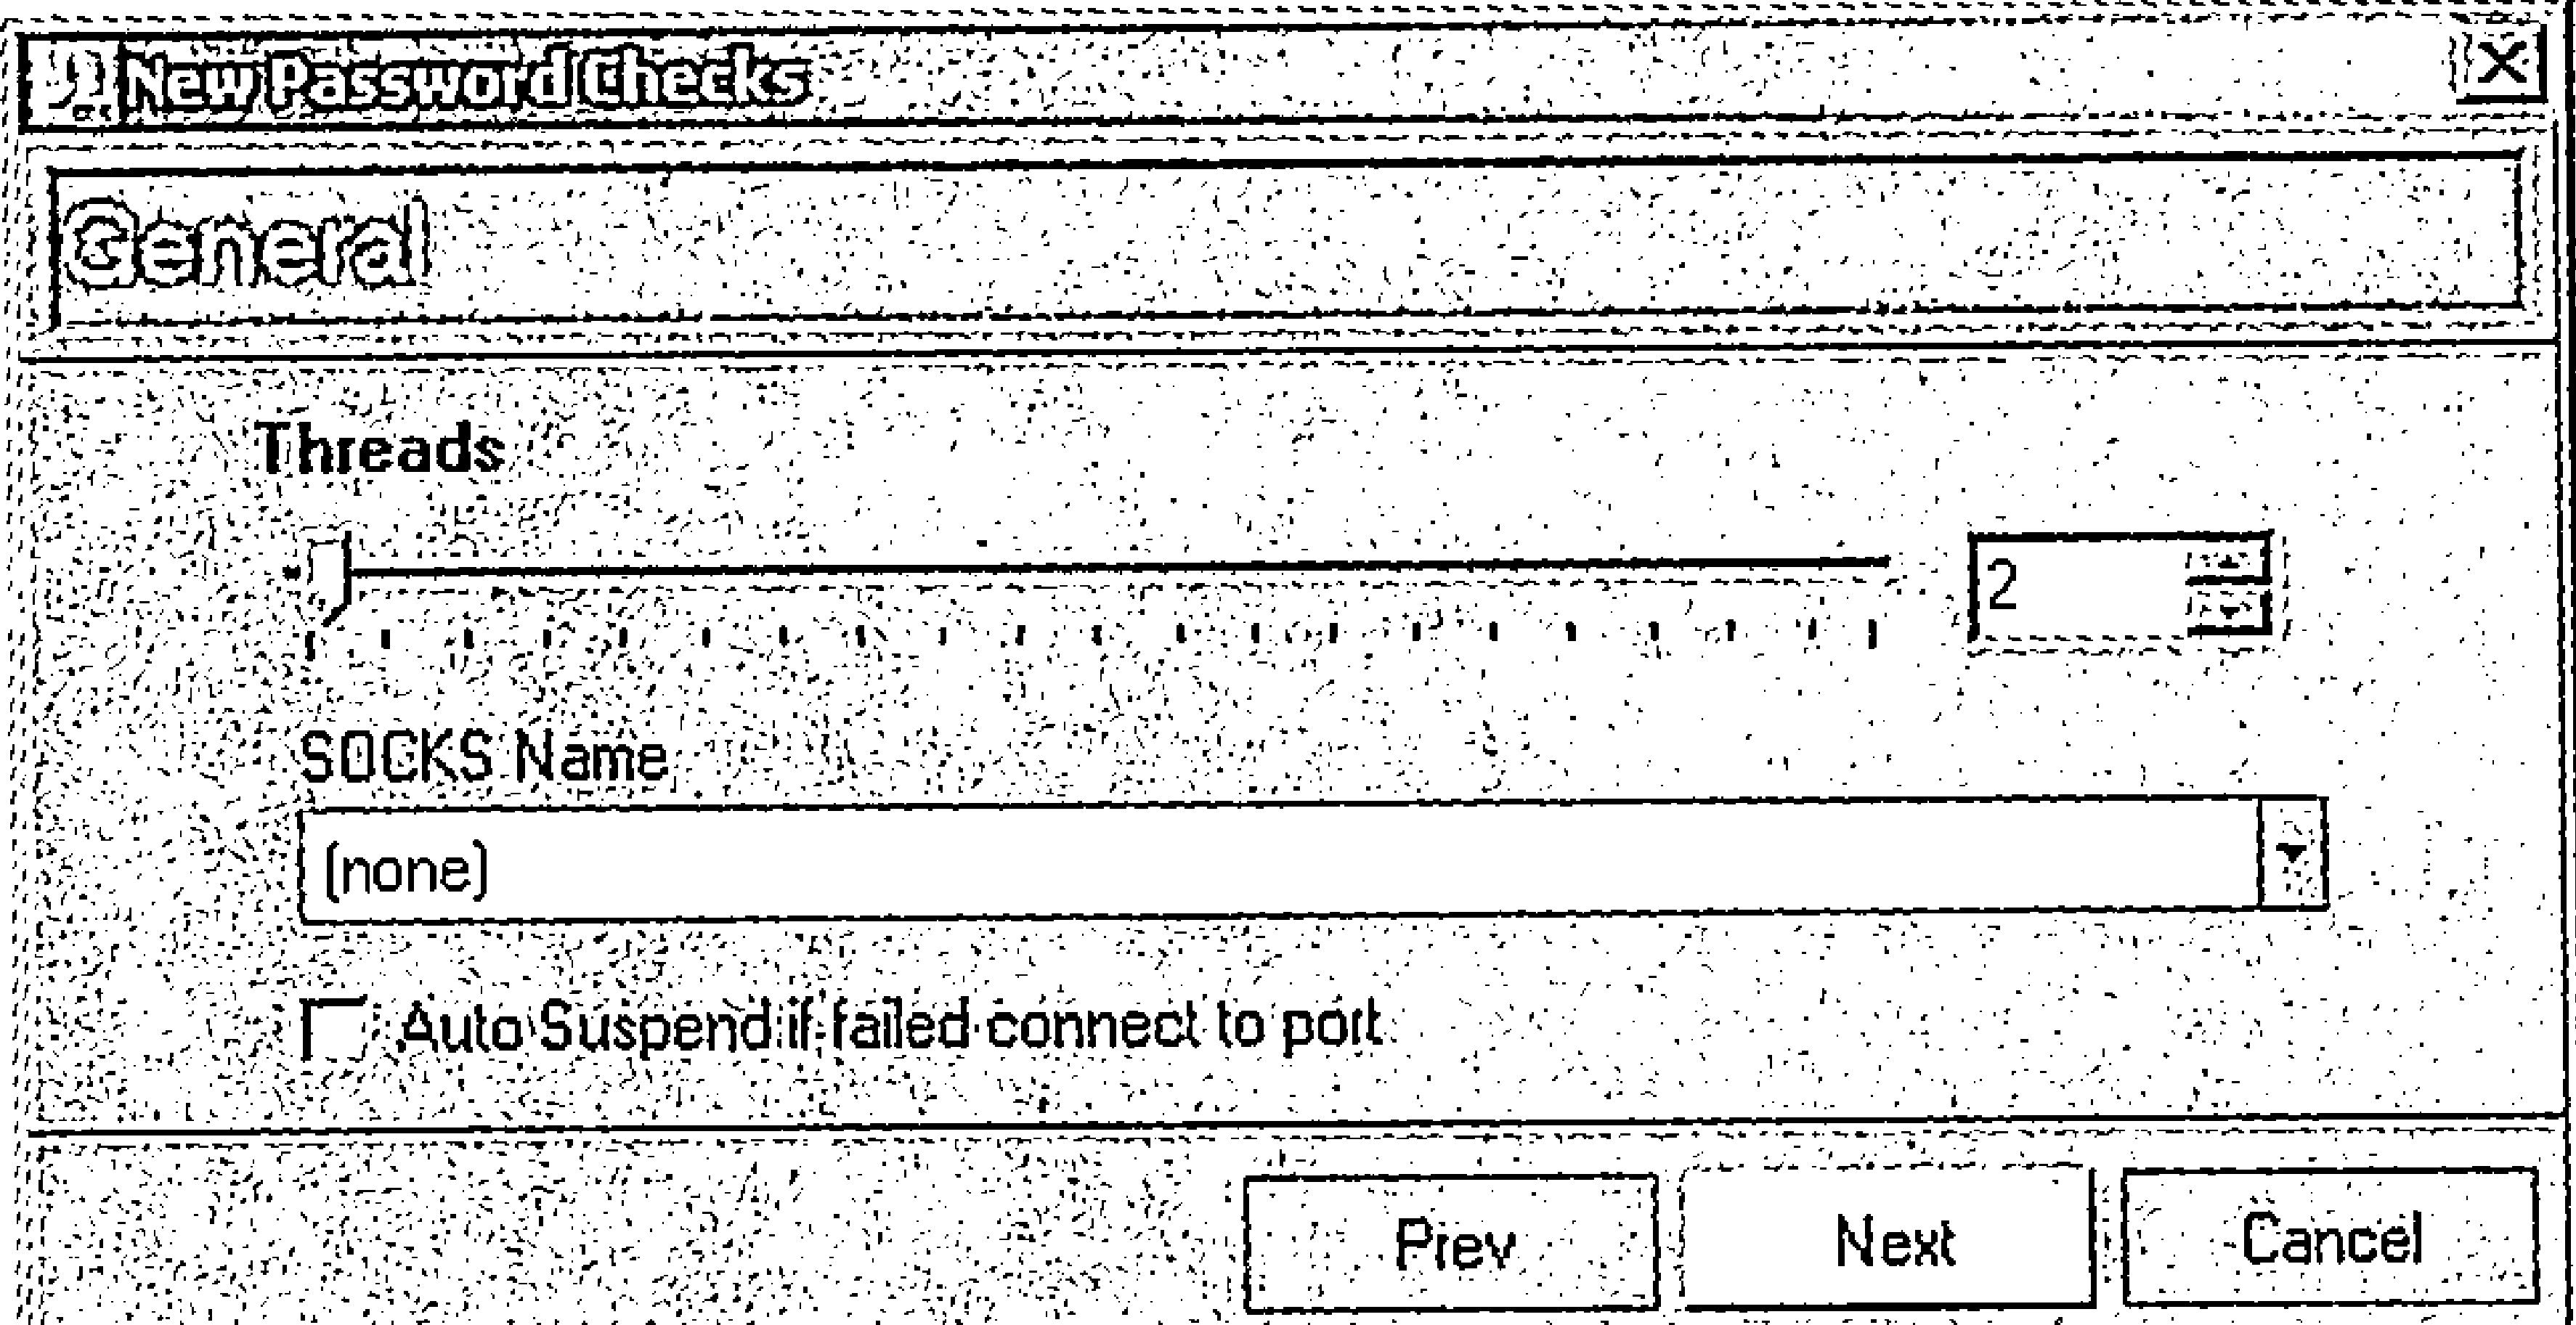 New Password Checks
General
Threads
2
SOCKS Name
(none)
Auto Suspend if failed connect to port
Prev Next Cancel